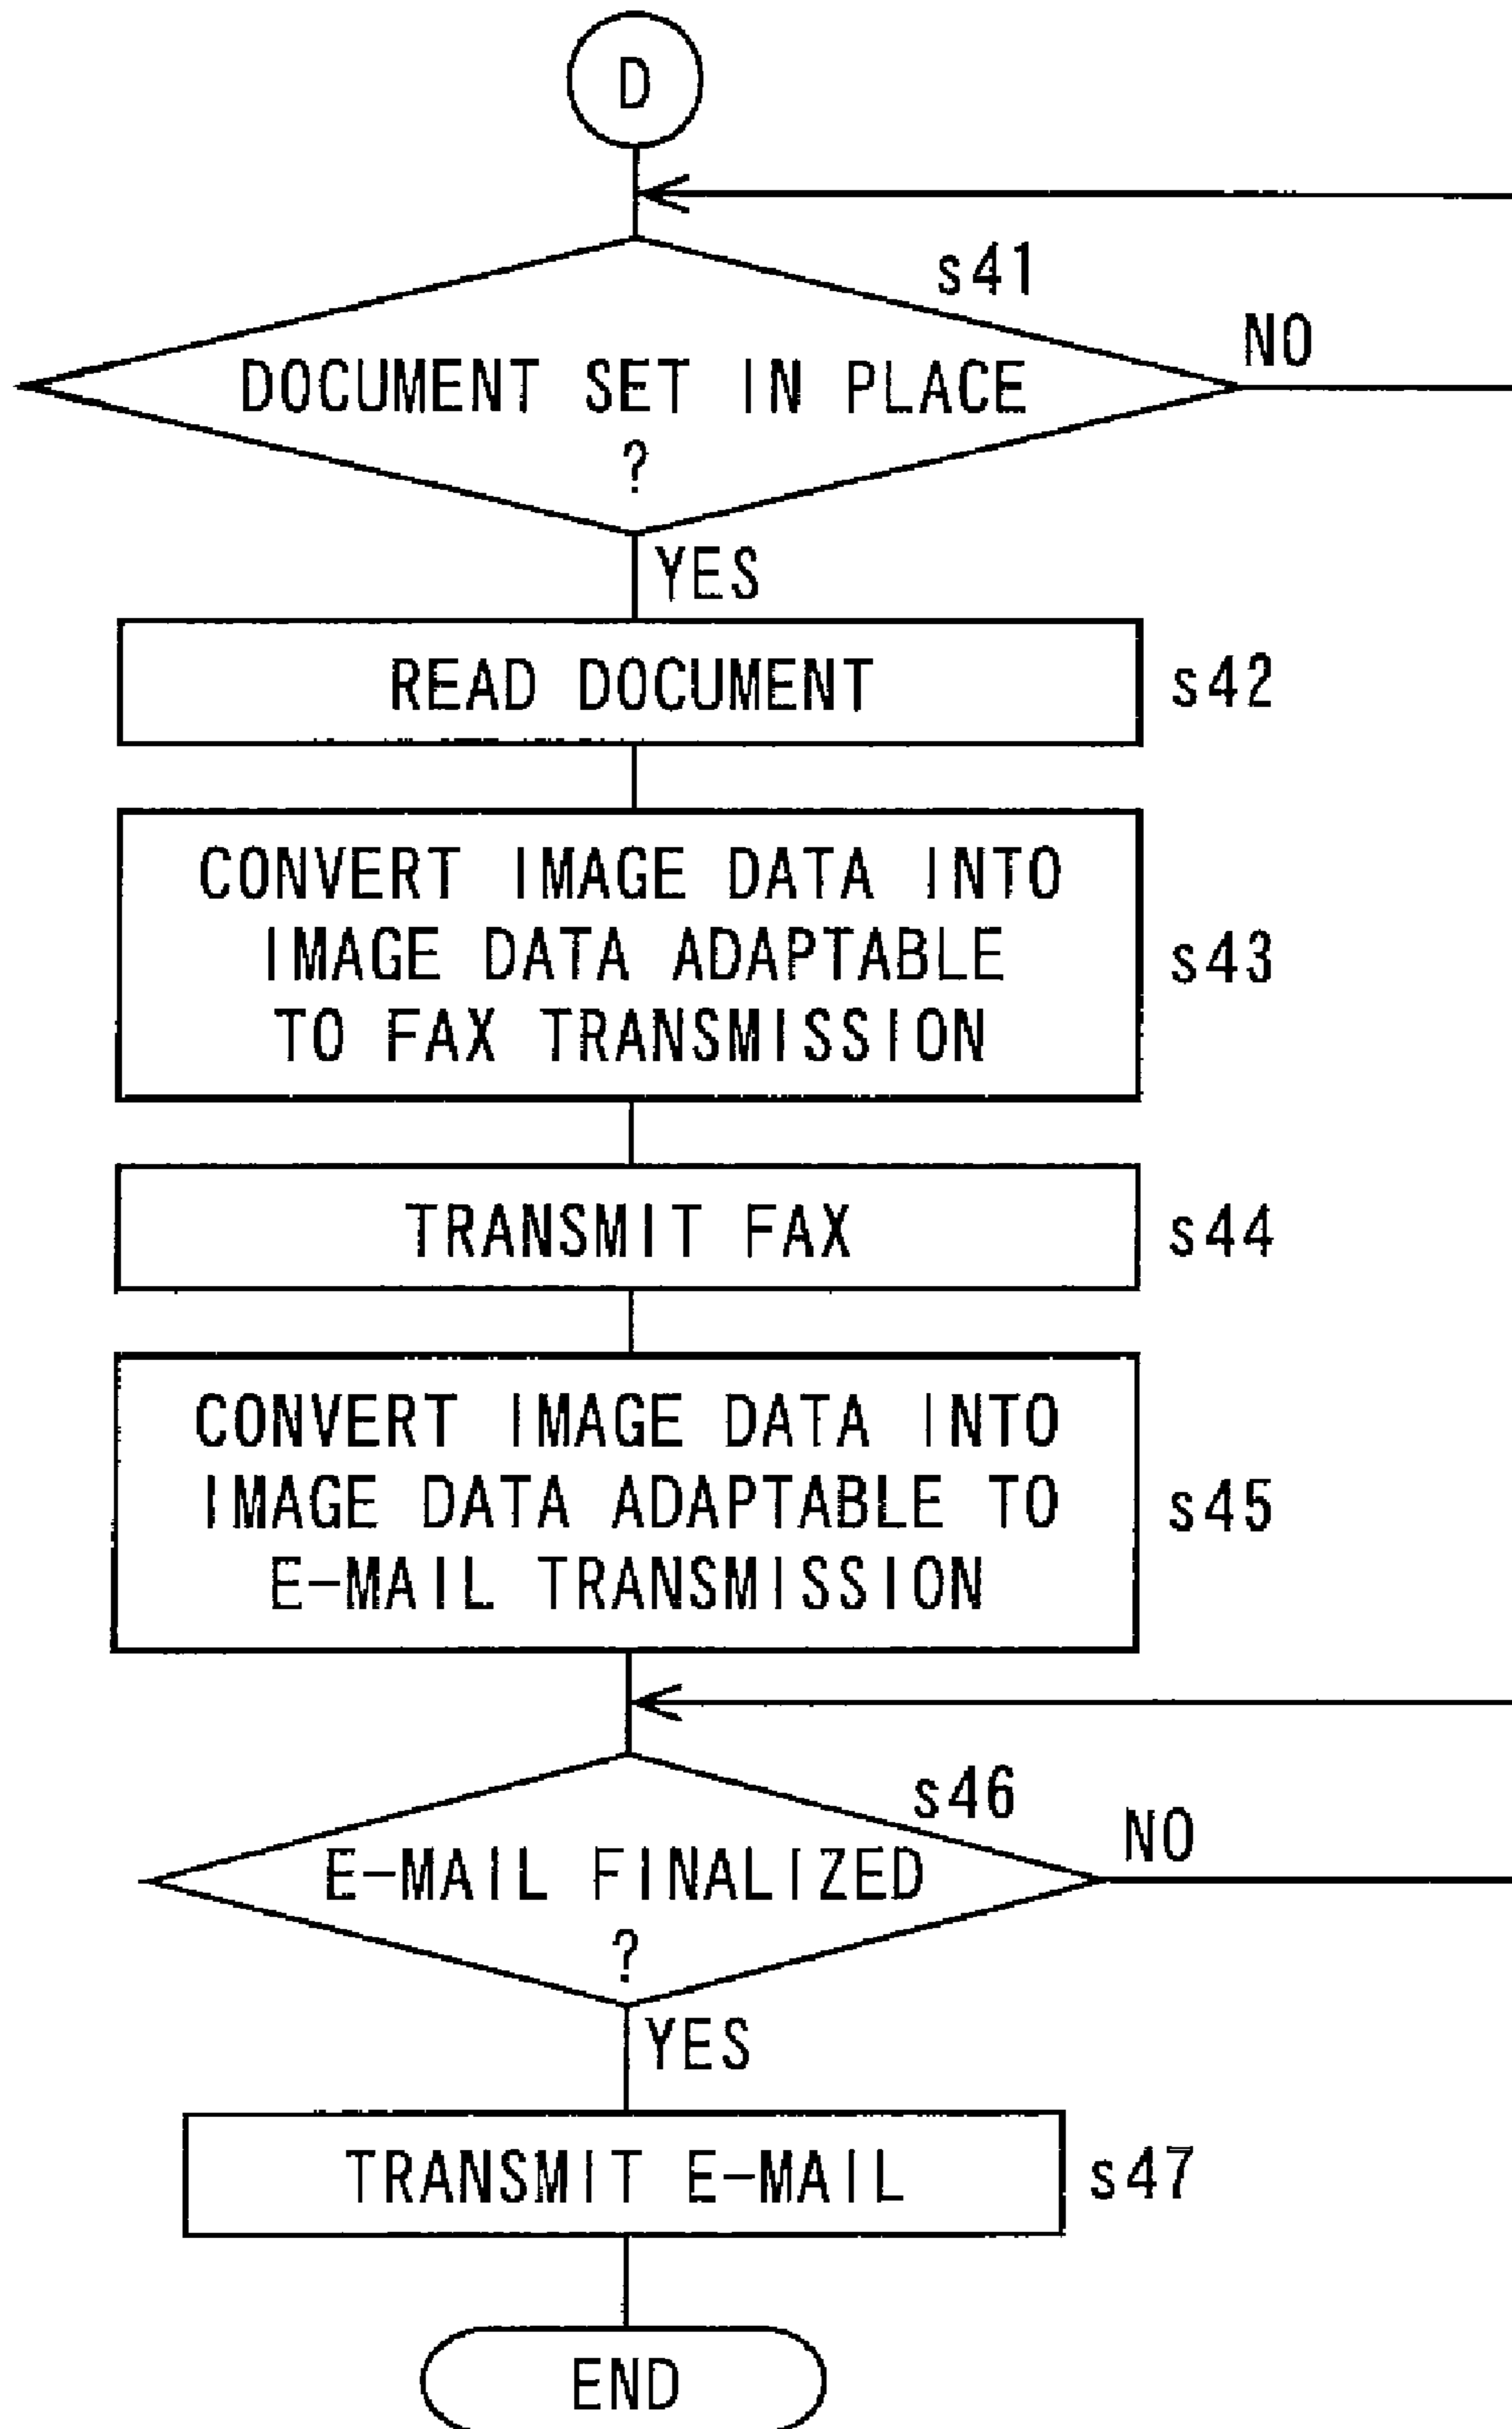 D
s41
DOCUMENT SET IN PLACE
?
NO
YES
READ DOCUMENT
s42
CONVERT IMAGE DATA INTO
IMAGE DATA ADAPTABLE
TO FAX TRANSMISSION
s43
TRANSMIT FAX
s44
CONVERT IMAGE DATA INTO
IMAGE DATA ADAPTABLE TO
E-MAIL TRANSMISSION
s45
s46
E-MAIL FINALIZED
?
NO
YES
TRANSMIT E-MAIL
s47
END